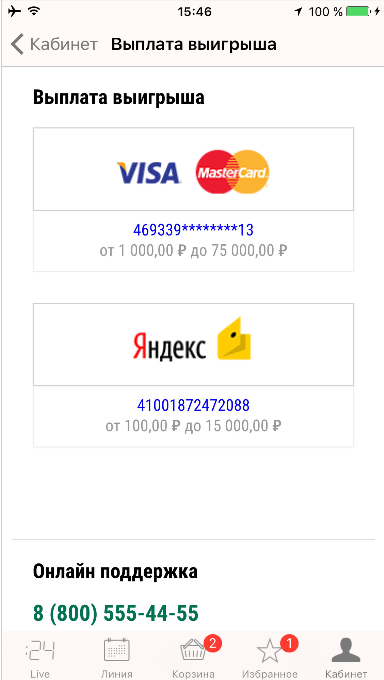 15:46
100 %
Кабинет
Выплата выигрыша
Выплата выигрыша
VISA MasterCard
469339********13
от 1 000,00 ₽ до 75 000,00 ₽
Яндекс
41001872472088
от 100,00 ₽ до 15 000,00 ₽
Онлайн поддержка
8 (800) 555-44-55
:24
2
1
Live
Линия
Корзина
Избранное
Кабинет